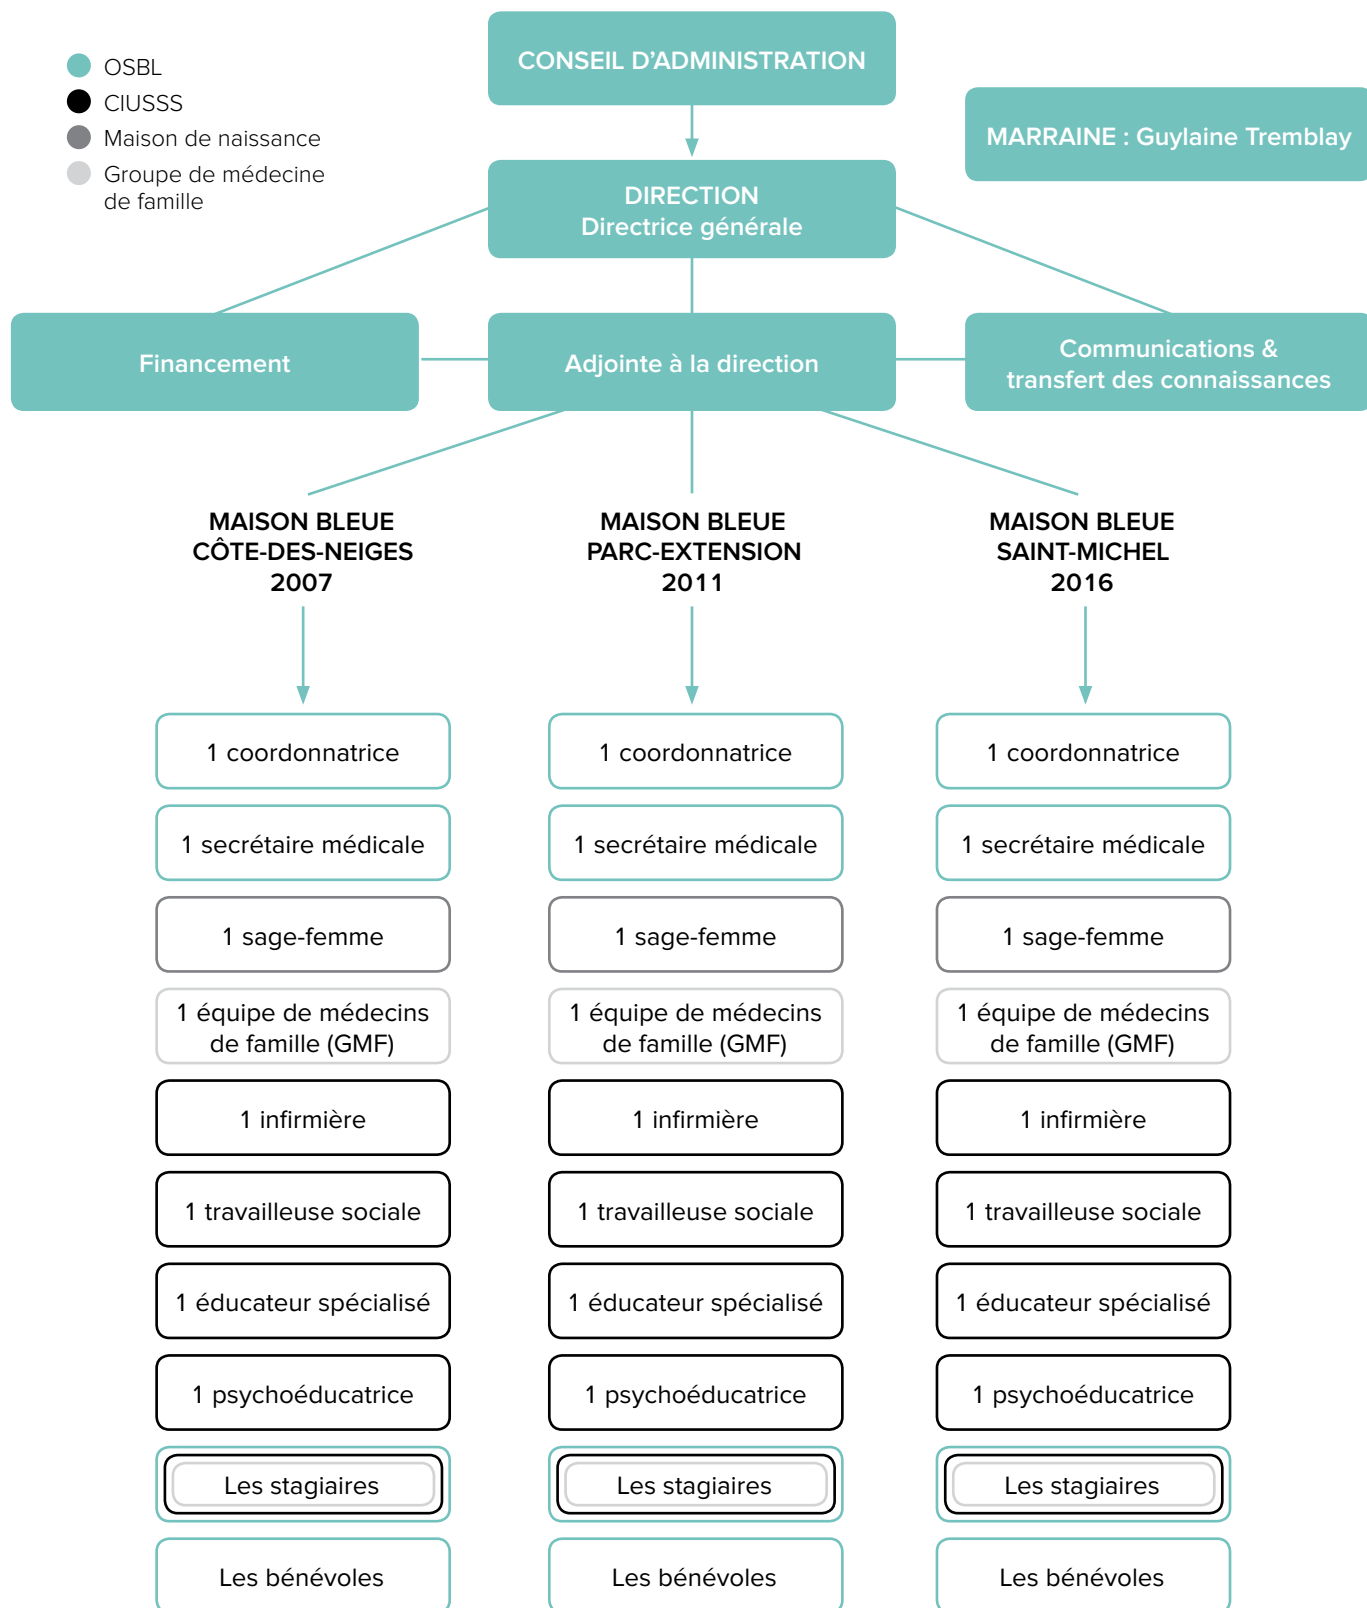 OSBL
CIUSSS
Maison de naissance
Groupe de médecine
de famille
CONSEIL D'ADMINISTRATION
MARRAINE : Guylaine Tremblay
DIRECTION
Directrice générale
Financement
Adjointe à la direction
Communications &
transfert des connaissances
MAISON BLEUE
CÔTE-DES-NEIGES
2007
1 coordonnatrice
1 secrétaire médicale
1 sage-femme
1 équipe de médecins
de famille (GMF)
1 infirmière
1 travailleuse sociale
1 éducateur spécialisé
1 psychoéducatrice
Les stagiaires
Les bénévoles
MAISON BLEUE
PARC-EXTENSION
2011
1 coordonnatrice
1 secrétaire médicale
1 sage-femme
1 équipe de médecins
de famille (GMF)
1 infirmière
1 travailleuse sociale
1 éducateur spécialisé
1 psychoéducatrice
Les stagiaires
Les bénévoles
MAISON BLEUE
SAINT-MICHEL
2016
1 coordonnatrice
1 secrétaire médicale
1 sage-femme
1 équipe de médecins
de famille (GMF)
1 infirmière
1 travailleuse sociale
1 éducateur spécialisé
1 psychoéducatrice
Les stagiaires
Les bénévoles